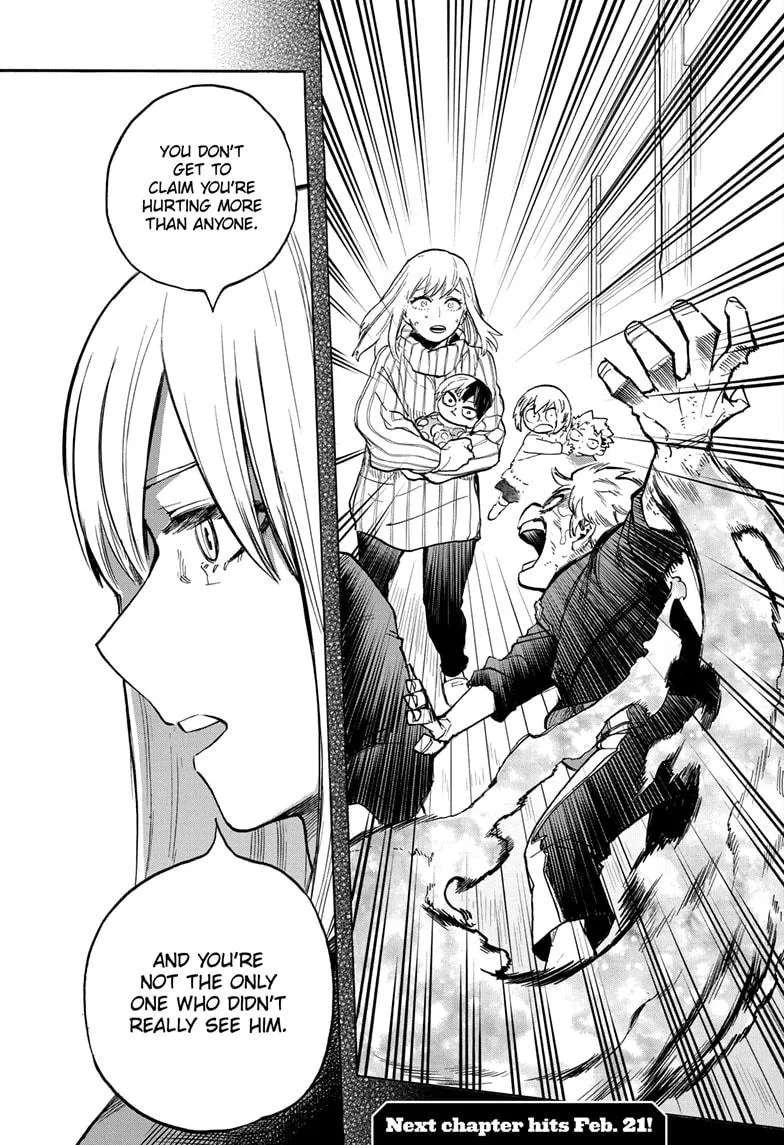 YOU DON'T
GET TO
CLAIM YOU'RE
HURTING MORE
THAN ANYONE.
AND YOU'RE
NOT THE ONLY
ONE WHO DIDN'T
REALLY SEE HIM.
Next chapter hits Feb. 21!